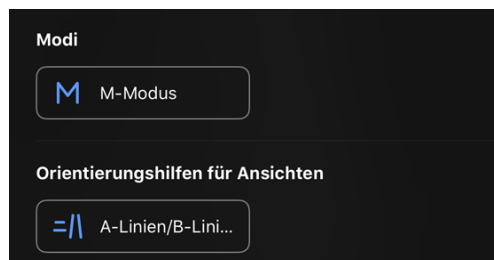 Modi
M-Modus
Orientierungshilfen für Ansichten
A-Linien/B-Lini...